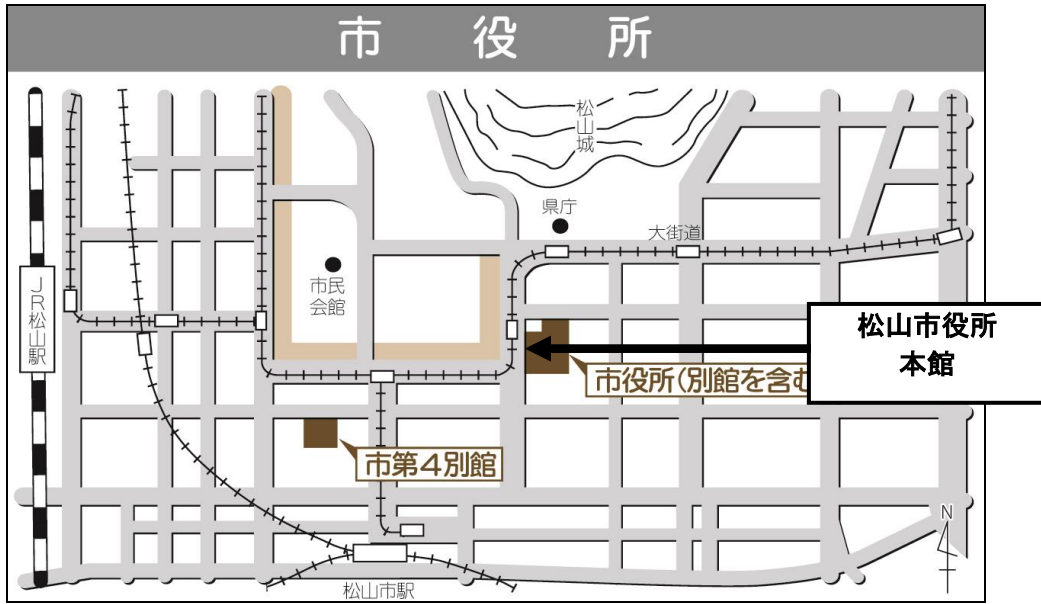 市役所
松山城
県庁
大街道
市民
会館
JR松山駅
松山市役所
本館
市役所(別館を含む
市第4別館
N
松山市駅